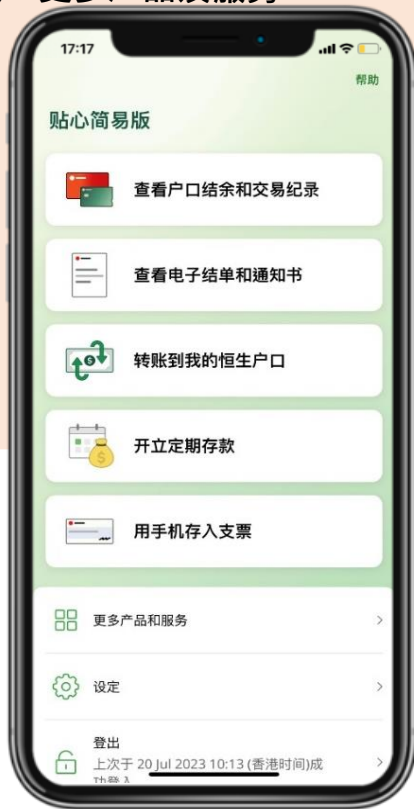 17:17
帮助
贴心简易版
查看户口结余和交易纪录
查看电子结单和通知书
转账到我的恒生户口
开立定期存款
用手机存入支票
更多产品和服务
设定
登出
上次于 20 Jul 2023 10:13 (香港时间)成